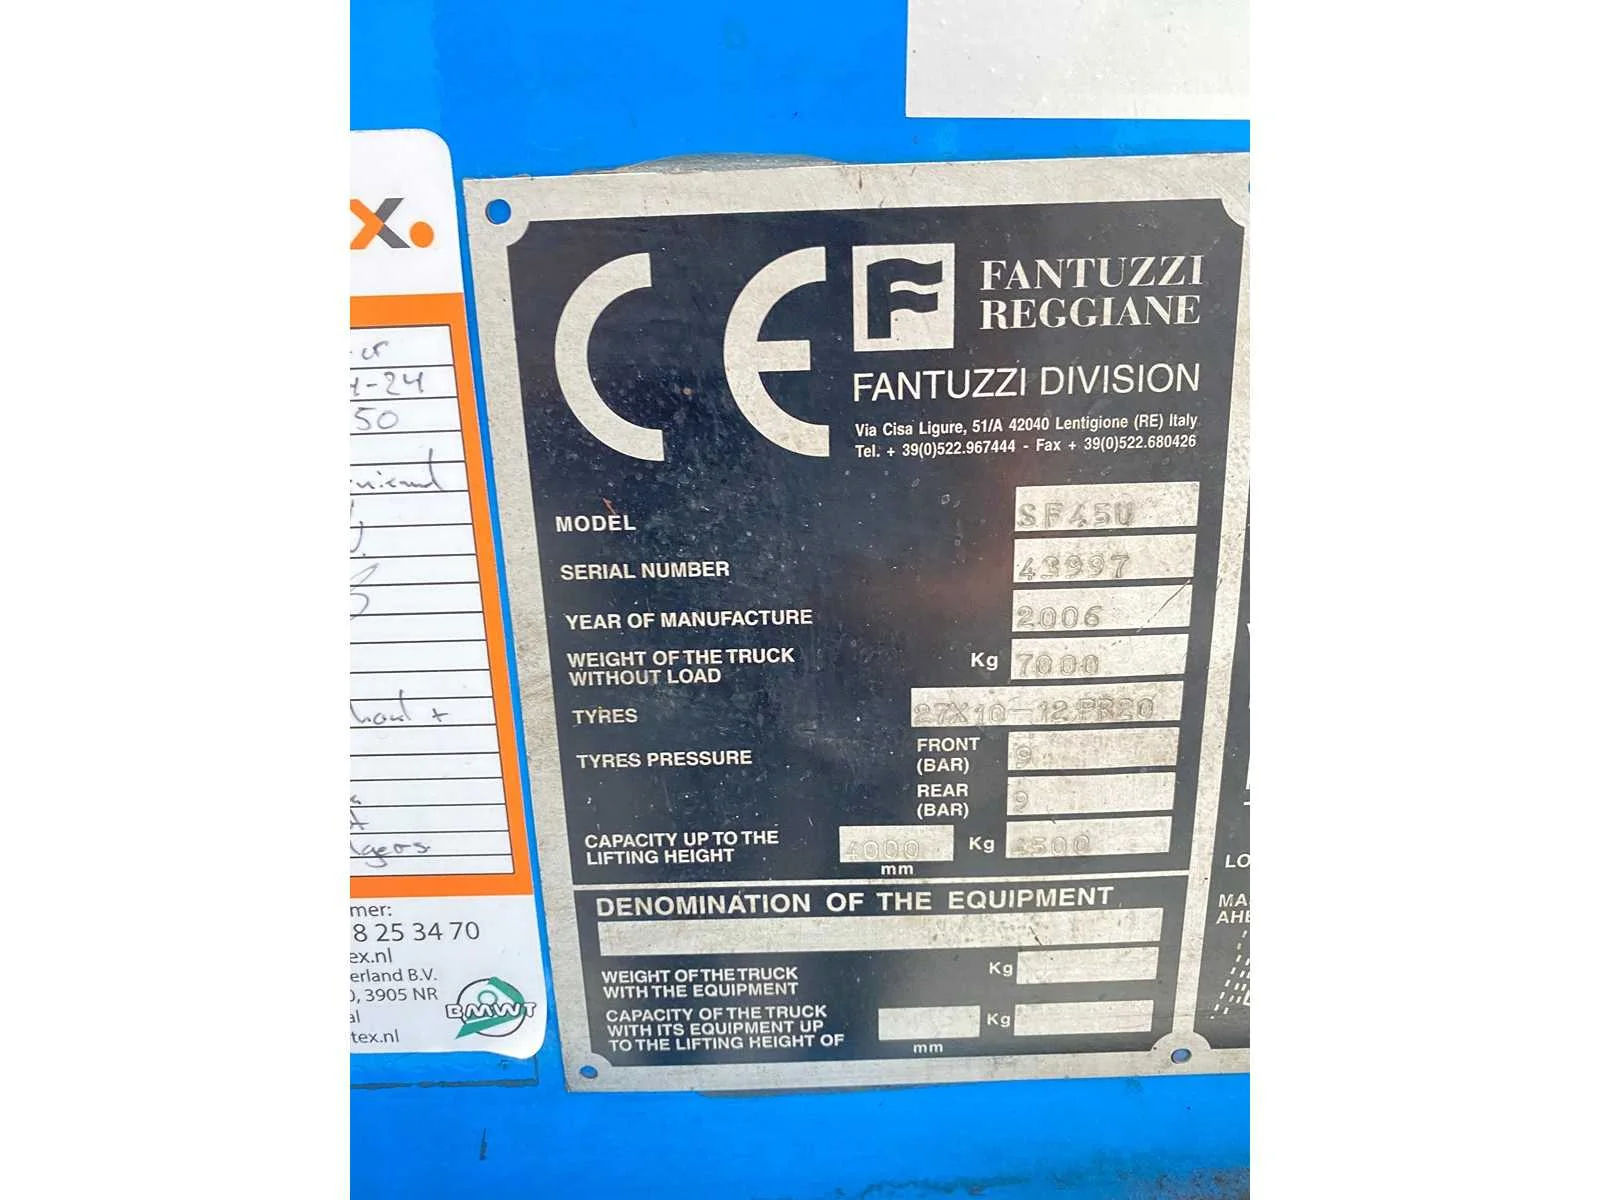 x.
-24
50
mer:
8 25 34 70
ex.nl
erland B.V.
, 3905 NR
al
tex.nl
BMWT
CE
F
FANTUZZI
REGGIANE
FANTUZZI DIVISION
Via Cisa Ligure, 51/A 42040 Lentigione (RE) Italy
Tel. + 39(0)522.967444 - Fax + 39(0)522.680426
MODEL SF45U
SERIAL NUMBER 43997
YEAR OF MANUFACTURE 2006
WEIGHT OF THE TRUCK
WITHOUT LOAD Kg 7000
TYRES 27X10-12PR20
TYRES PRESSURE FRONT
(BAR) 9
REAR
(BAR) 9
CAPACITY UP TO THE
LIFTING HEIGHT 4000 mm Kg 4500
DENOMINATION OF THE EQUIPMENT
WEIGHT OF THE TRUCK
WITH THE EQUIPMENT Kg
CAPACITY OF THE TRUCK
WITH ITS EQUIPMENT UP
TO THE LIFTING HEIGHT OF mm Kg
LO
MA
AHE